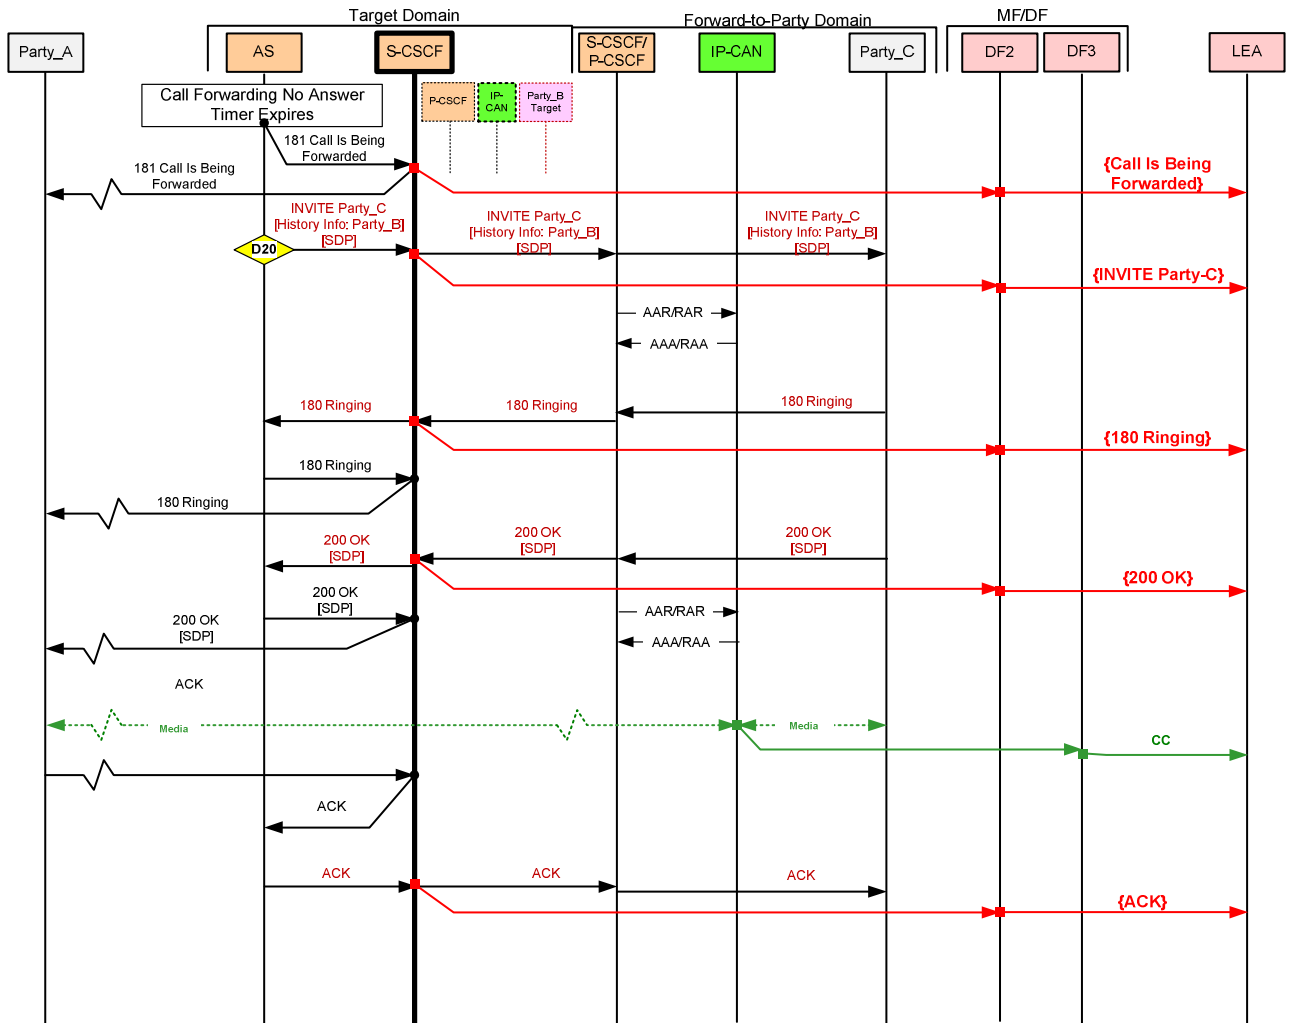 Target Domain
Forward-to-Party Domain
MF/DF
Party_A
AS
S-CSCF
S-CSCF/
P-CSCF
IP-CAN
Party_C
DF2
DF3
LEA
Call Forwarding No Answer
Timer Expires
P-CSCF
IP-
CAN
Party_B
Target
181 Call Is Being
Forwarded
181 Call Is Being
Forwarded
{Call Is Being
Forwarded}
INVITE Party_C
[History Info: Party_B]
[SDP]
INVITE Party_C
[History Info: Party_B]
[SDP]
INVITE Party_C
[History Info: Party_B]
[SDP]
D20
{INVITE Party-C}
AAR/RAR
AAA/RAA
180 Ringing
180 Ringing
180 Ringing
{180 Ringing}
180 Ringing
180 Ringing
200 OK
[SDP]
200 OK
[SDP]
200 OK
[SDP]
{200 OK}
200 OK
[SDP]
AAR/RAR
200 OK
[SDP]
AAA/RAA
ACK
Media
Media
CC
ACK
ACK
ACK
ACK
{ACK}